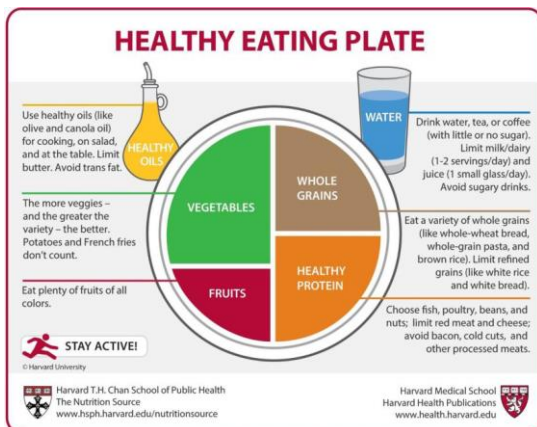 HEALTHY EATING PLATE
Use healthy oils (like
olive and canola oil)
for cooking, on salad,
and at the table. Limit
butter. Avoid trans fat.
HEALTHY
OILS
The more veggies –
and the greater the
variety – the better.
Potatoes and French fries
don't count.
Eat plenty of fruits of all
colors.
VEGETABLES
FRUITS
WHOLE
GRAINS
HEALTHY
PROTEIN
WATER
Drink water, tea, or coffee
(with little or no sugar).
Limit milk/dairy
(1-2 servings/day) and
juice (1 small glass/day).
Avoid sugary drinks.
Eat a variety of whole grains
(like whole-wheat bread,
whole-grain pasta, and
brown rice). Limit refined
grains (like white rice
and white bread).
Choose fish, poultry, beans, and
nuts; limit red meat and cheese;
avoid bacon, cold cuts, and
other processed meats.
STAY ACTIVE!
© Harvard University
Harvard T.H. Chan School of Public Health
The Nutrition Source
www.hsph.harvard.edu/nutritionsource
Harvard Medical School
Harvard Health Publications
www.health.harvard.edu